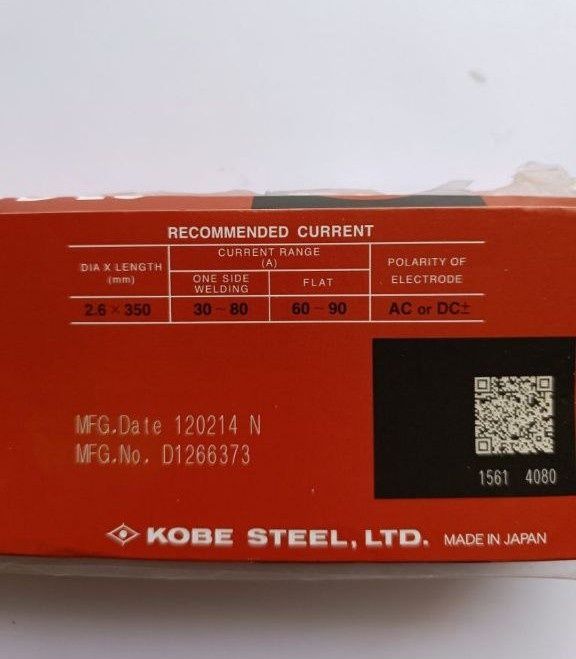 RECOMMENDED CURRENT
DIA X LENGTH
(mm)
CURRENT RANGE
(A)
POLARITY OF
ELECTRODE
ONE SIDE
WELDING
FLAT
2.6 × 350
30 ~ 80
60 ~ 90
AC or DC±
MFG.Date 120214 N
MFG.No. D1266373
1561 4080
KOBE STEEL, LTD. MADE IN JAPAN